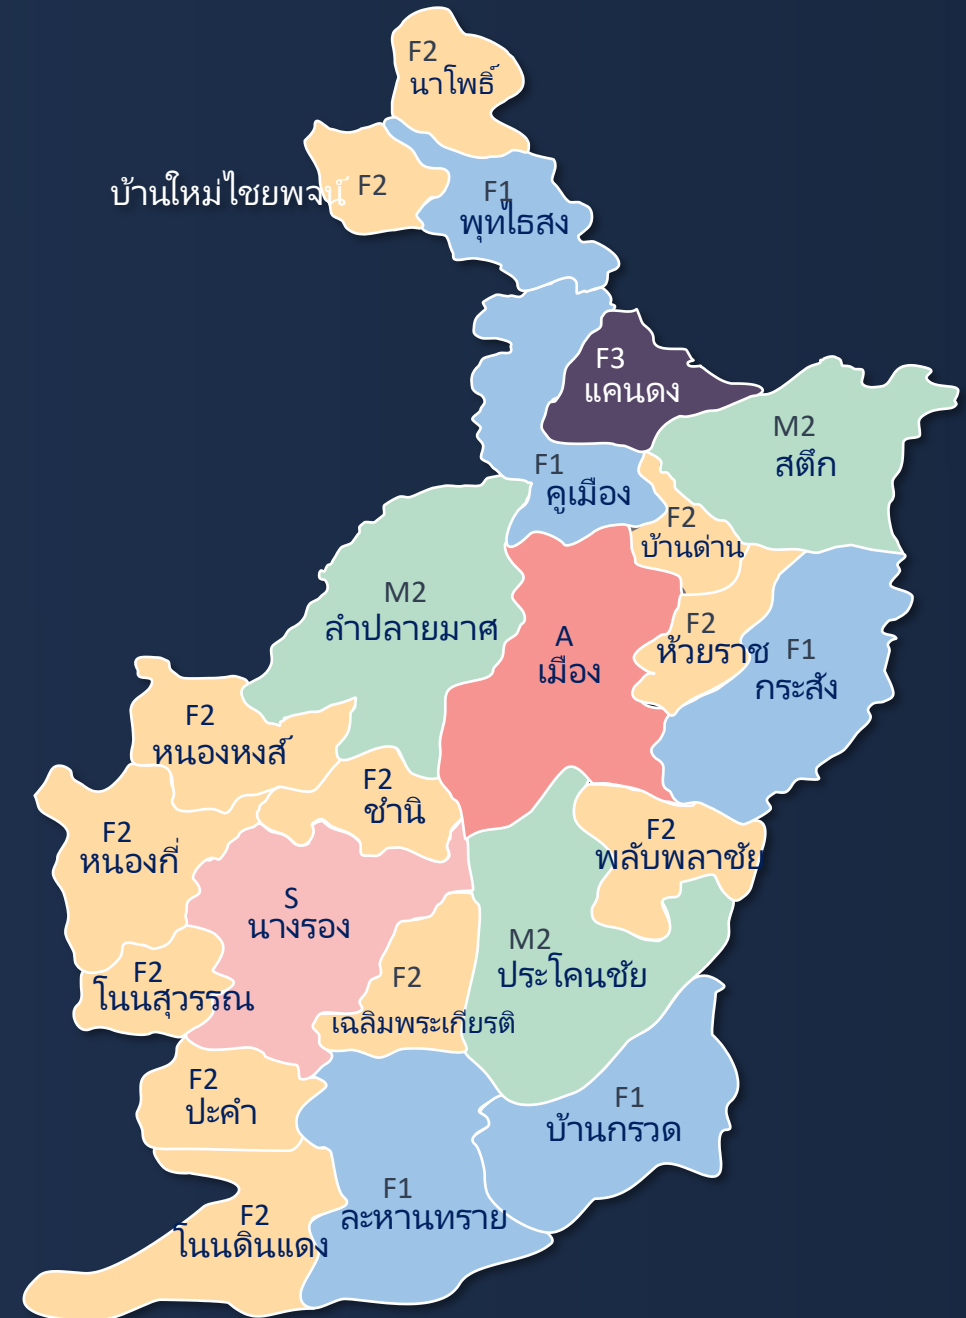 F2
นาโพธิ์
บ้านใหม่ไชยพจน์
F2
F1
พุทไธสง
F3
แคนดง
M2
สตึก
F1
คูเมือง
F2
บ้านด่าน
M2
ลำปลายมาศ
A
เมือง
F2
ห้วยราช
F1
กระสัง
F2
หนองหงส์
F2
ชำนิ
F2
หนองกี่
F2
พลับพลาชัย
S
นางรอง
M2
ประโคนชัย
F2
โนนสุวรรณ
F2
เฉลิมพระเกียรติ
F2
ปะคำ
F1
บ้านกรวด
F1
ละหานทราย
F2
โนนดินแดง